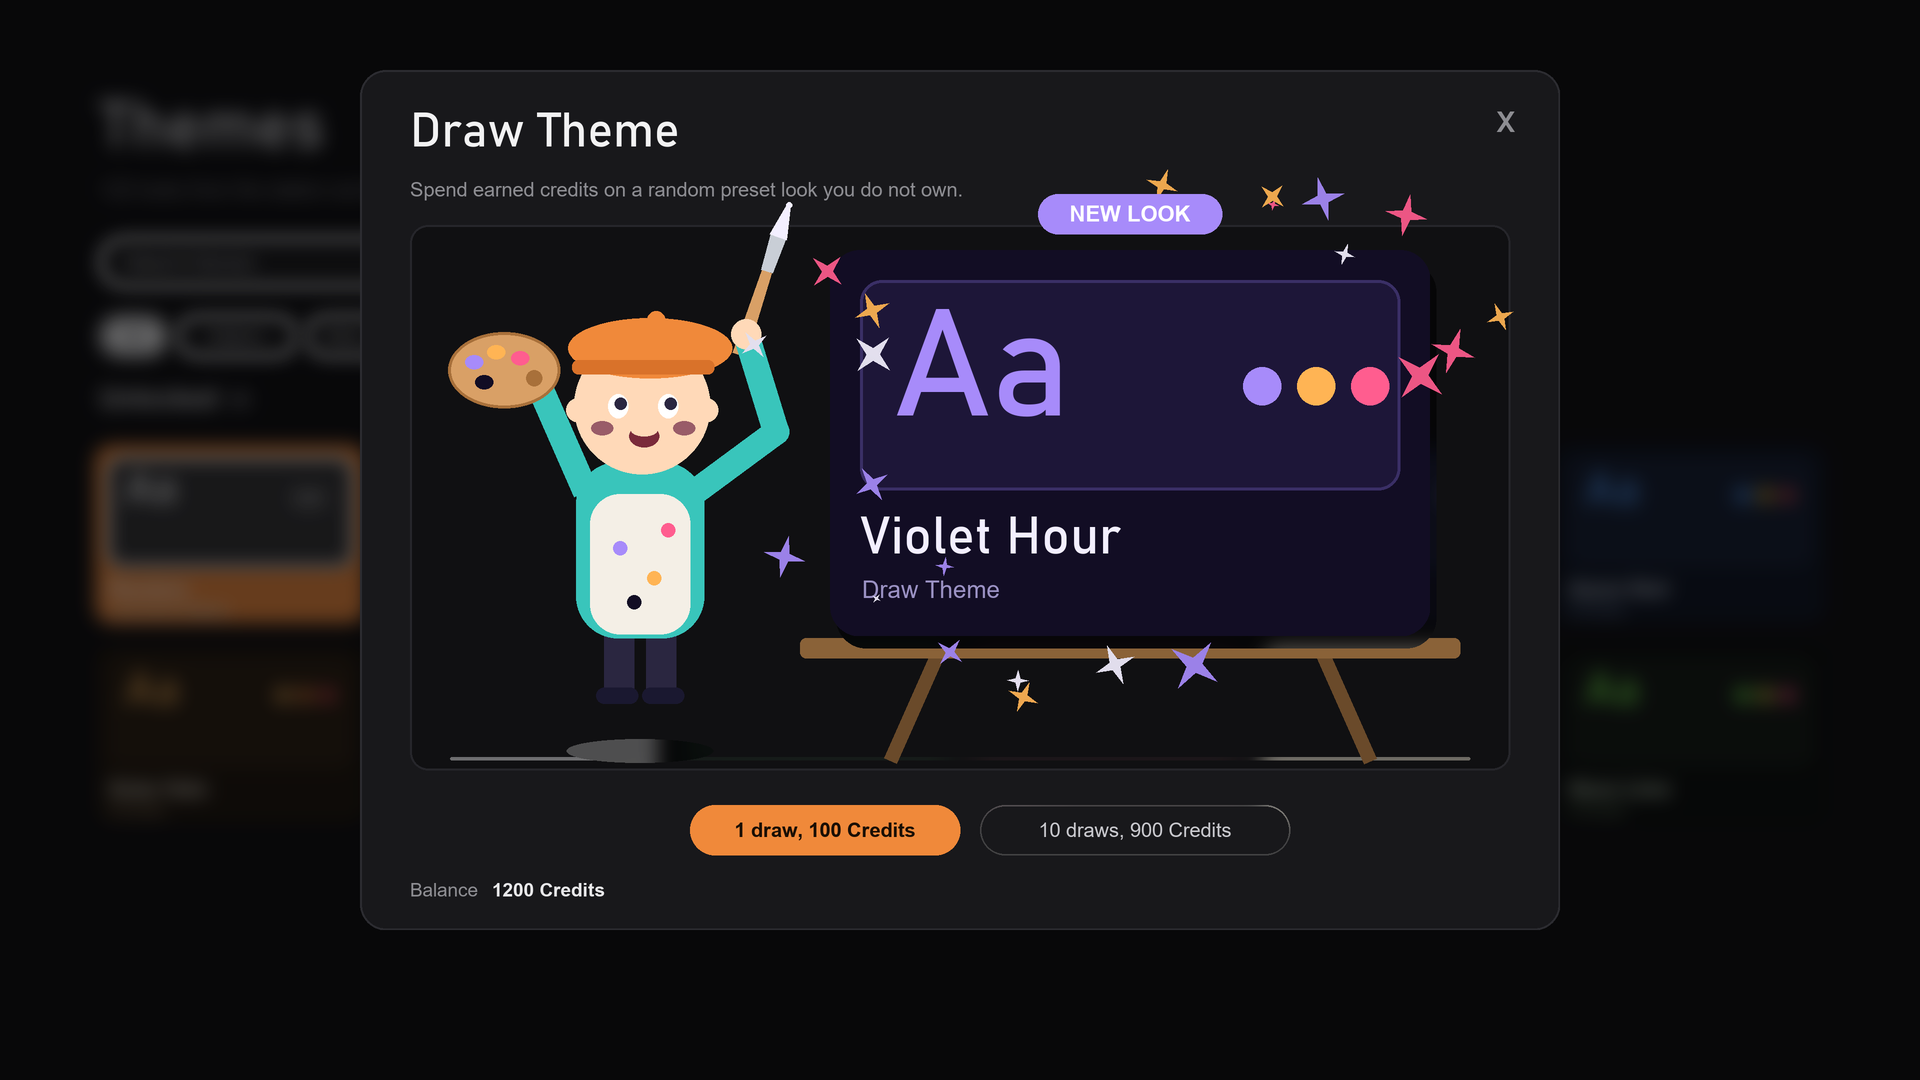 Themes
Draw Theme
X
Spend earned credits on a random preset look you do not own.
NEW LOOK
Aa
Violet Hour
Draw Theme
1 draw, 100 Credits
10 draws, 900 Credits
Balance 1200 Credits